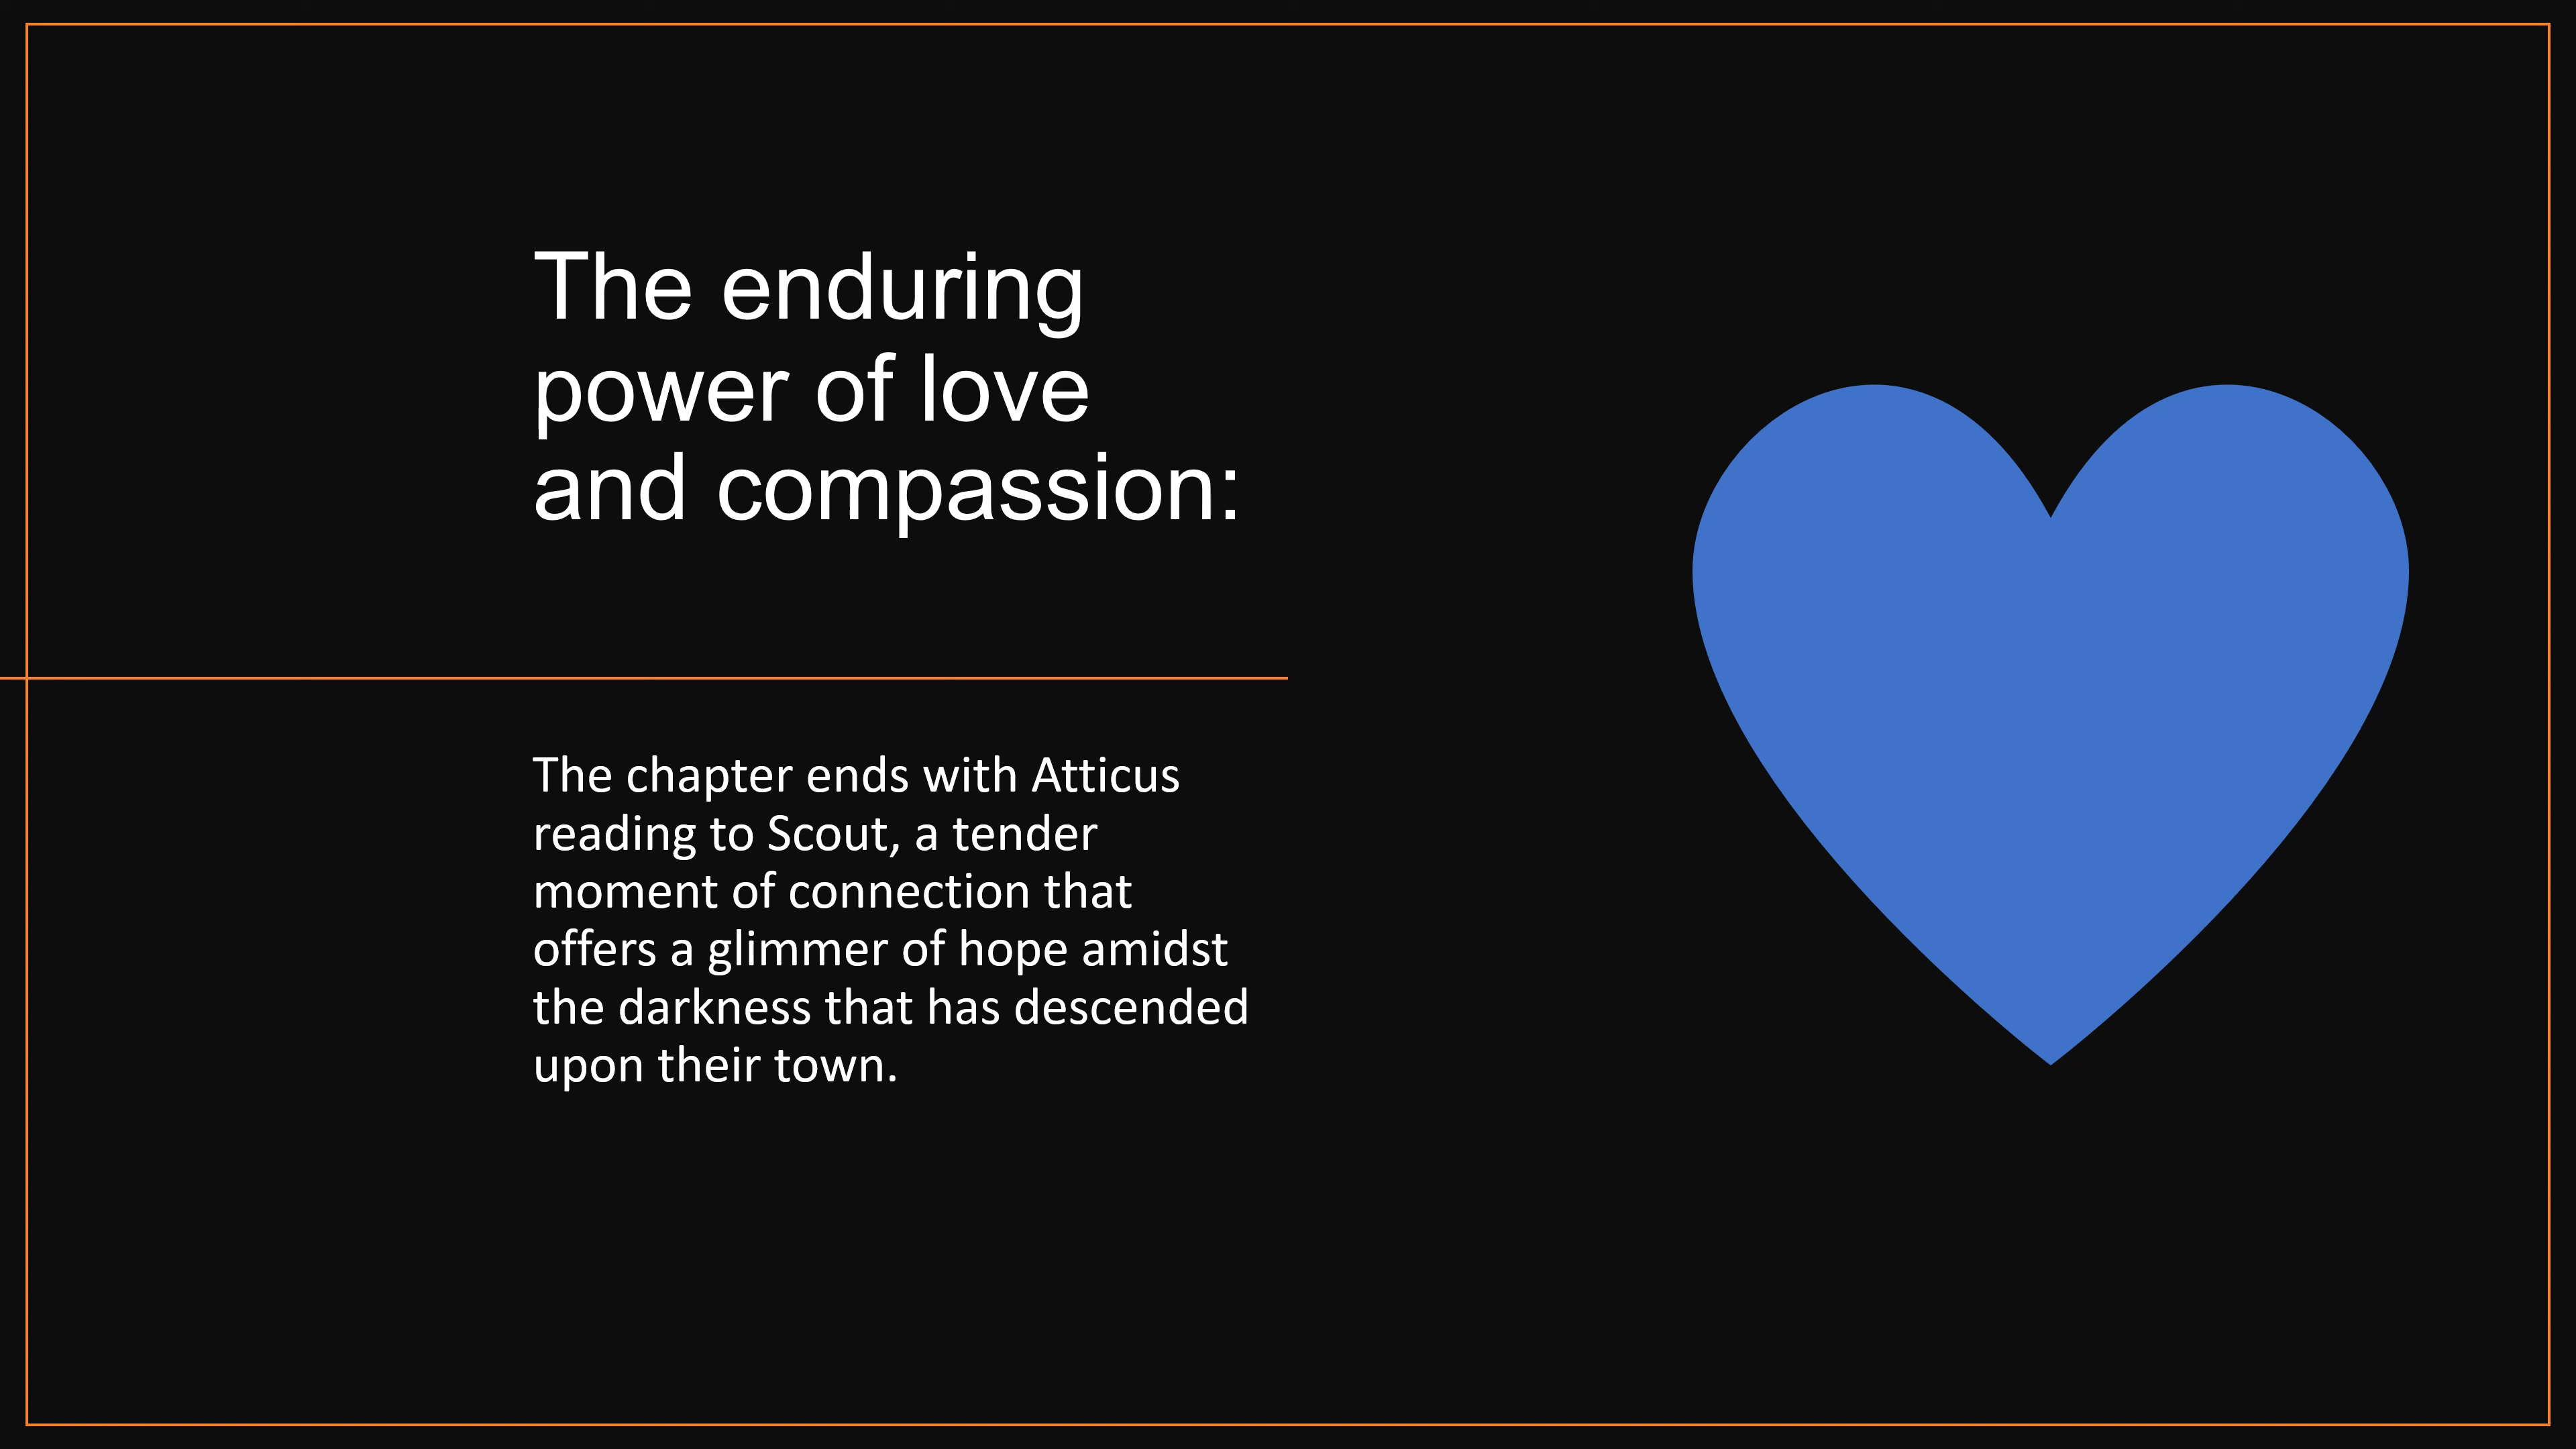 The enduring
power of love
and compassion:
The chapter ends with Atticus
reading to Scout, a tender
moment of connection that
offers a glimmer of hope amidst
the darkness that has descended
upon their town.